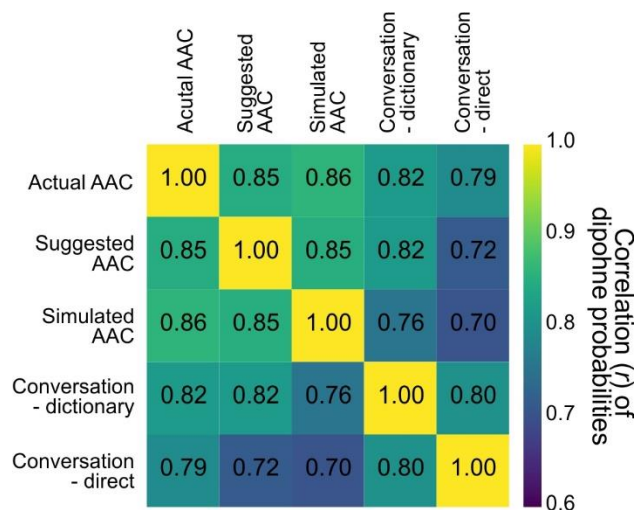 Acutal AAC
Suggested
AAC
Simulated
AAC
Conversation
- dictionary
Conversation
- direct
Actual AAC
1.00 0.85 0.86 0.82 0.79
Suggested
AAC
0.85 1.00 0.85 0.82 0.72
Simulated
AAC
0.86 0.85 1.00 0.76 0.70
Conversation
- dictionary
0.82 0.82 0.76 1.00 0.80
Conversation
- direct
0.79 0.72 0.70 0.80 1.00
1.0
0.9
0.8
0.7
0.6
Correlation (r) of
dipohne probabilities